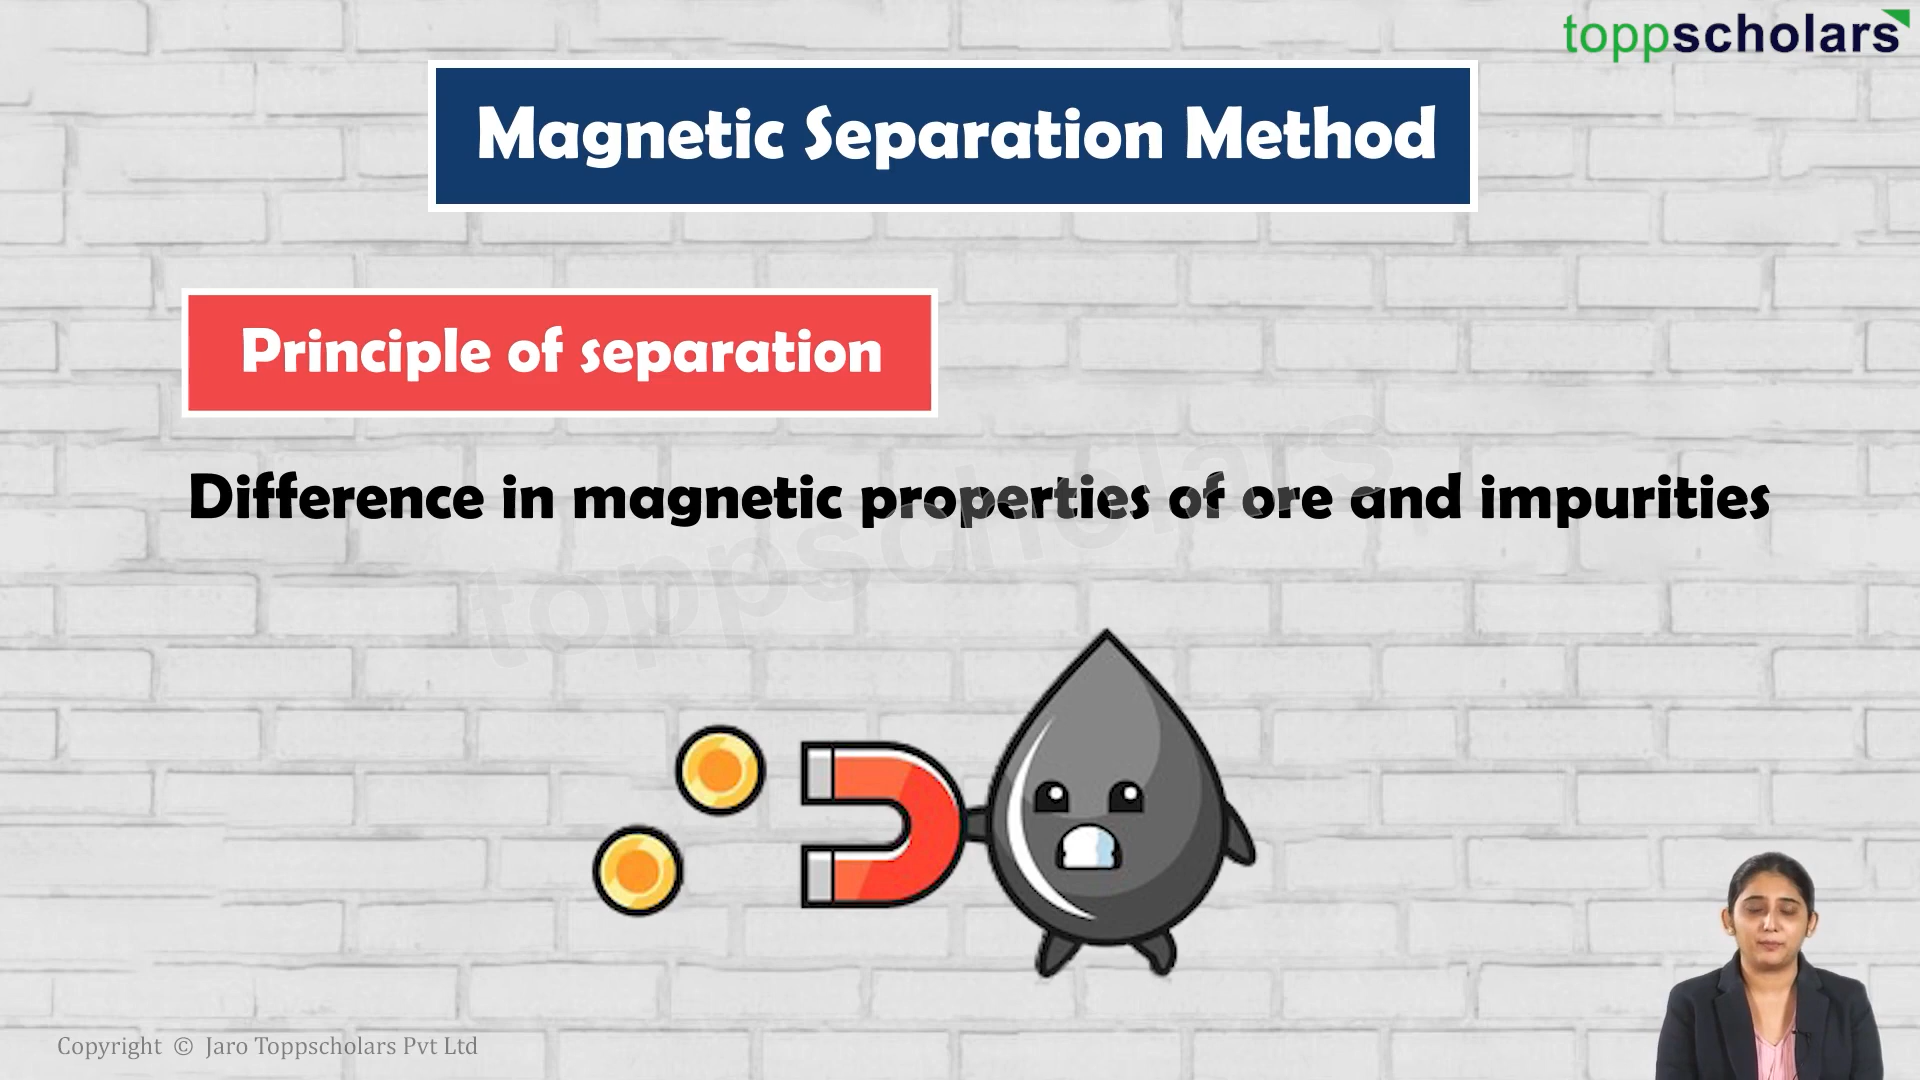 toppscholars
Magnetic Separation Method
Principle of separation
Difference in magnetic properties of ore and impurities
toppscholars
Copyright © Jaro Toppscholars Pvt Ltd